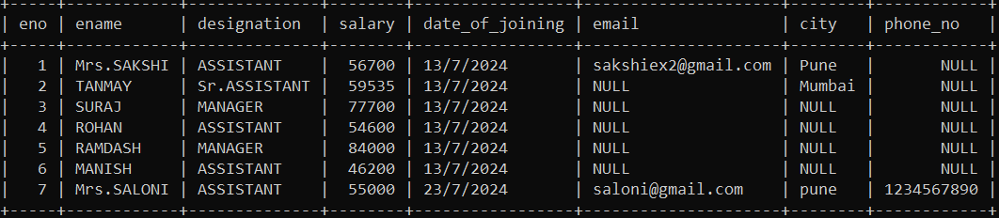 | eno | ename | designation | salary | date_of_joining | email | city | phone_no |
| 1 | Mrs.SAKSHI | ASSISTANT | 56700 | 13/7/2024 | sakshiex2@gmail.com | Pune | NULL |
| 2 | TANMAY | Sr.ASSISTANT | 59535 | 13/7/2024 | NULL | Mumbai | NULL |
| 3 | SURAJ | MANAGER | 77700 | 13/7/2024 | NULL | NULL | NULL |
| 4 | ROHAN | ASSISTANT | 54600 | 13/7/2024 | NULL | NULL | NULL |
| 5 | RAMDASH | MANAGER | 84000 | 13/7/2024 | NULL | NULL | NULL |
| 6 | MANISH | ASSISTANT | 46200 | 13/7/2024 | NULL | NULL | NULL |
| 7 | Mrs.SALONI | ASSISTANT | 55000 | 23/7/2024 | saloni@gmail.com | pune | 1234567890 |